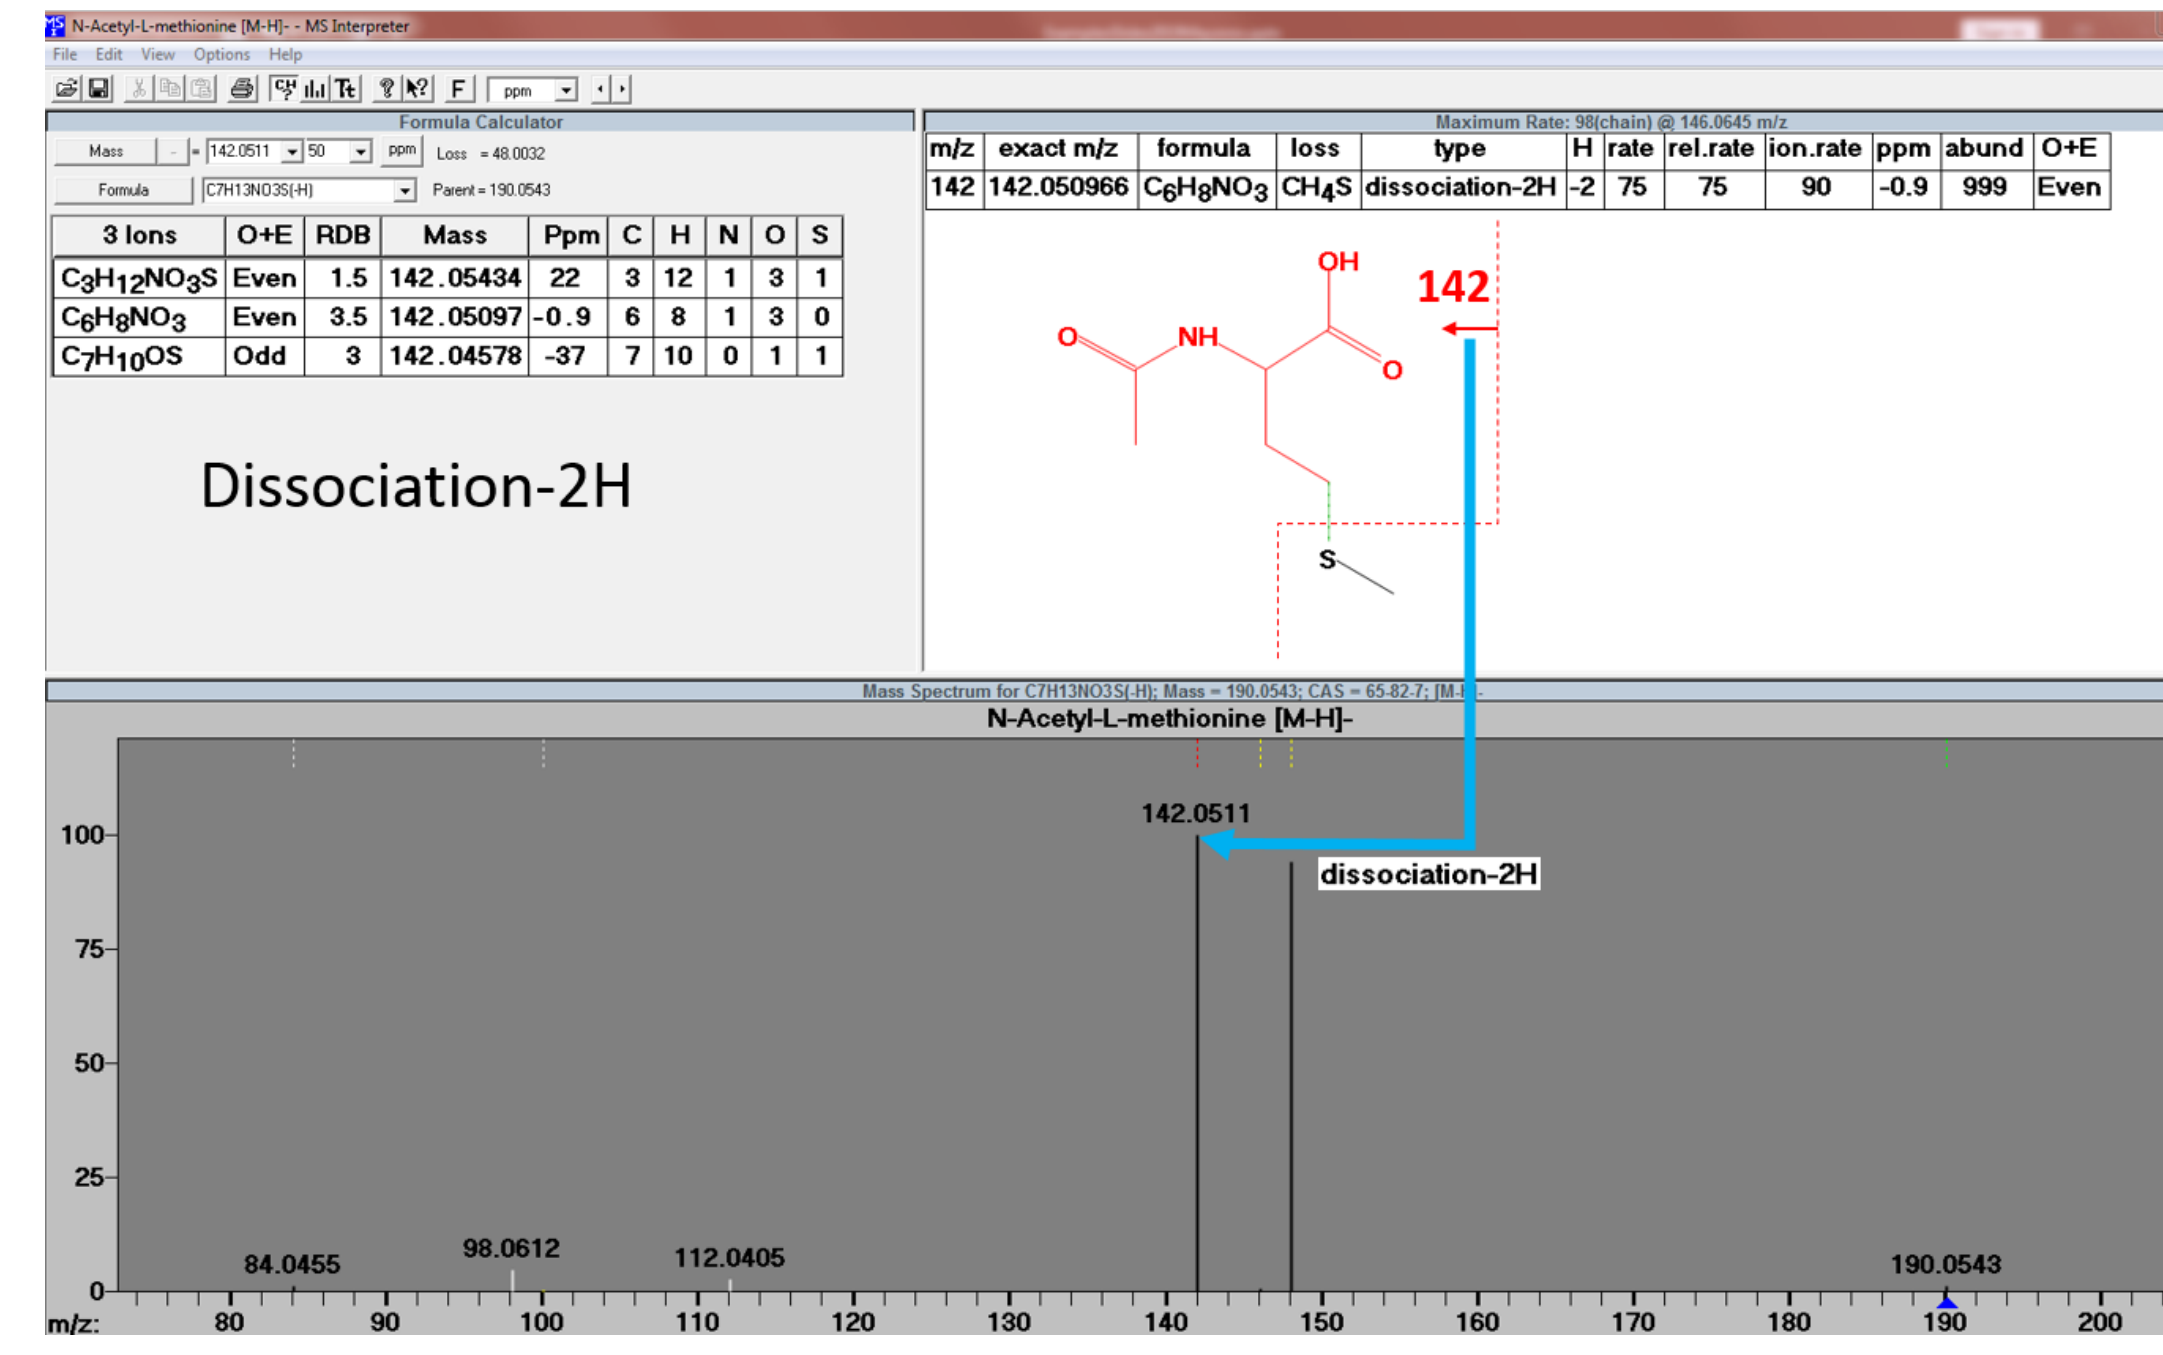 N-Acetyl-L-methionine [M-H]- - MS Interpreter
File Edit View Options Help
F ppm
Formula Calculator
Mass - = 142.0511 50 ppm Loss = 48.0032
Formula C7H13NO3S(-H) Parent = 190.0543
3 Ions O+E RDB Mass Ppm C H N O S
C3H12NO3S Even 1.5 142.05434 22 3 12 1 3 1
C6H8NO3 Even 3.5 142.05097 -0.9 6 8 1 3 0
C7H10OS Odd 3 142.04578 -37 7 10 0 1 1
Dissociation-2H
Maximum Rate: 98(chain) @ 146.0645 m/z
m/z exact m/z formula loss type H rate rel.rate ion.rate ppm abund O+E
142 142.050966 C6H8NO3 CH4S dissociation-2H -2 75 75 90 -0.9 999 Even
OH
142
O
NH
O
S
Mass Spectrum for C7H13NO3S(-H); Mass = 190.0543; CAS = 65-82-7; [M-H]-
N-Acetyl-L-methionine [M-H]-
142.0511
100
dissociation-2H
75
50
25
98.0612
112.0405
84.0455
190.0543
0
m/z: 80 90 100 110 120 130 140 150 160 170 180 190 200